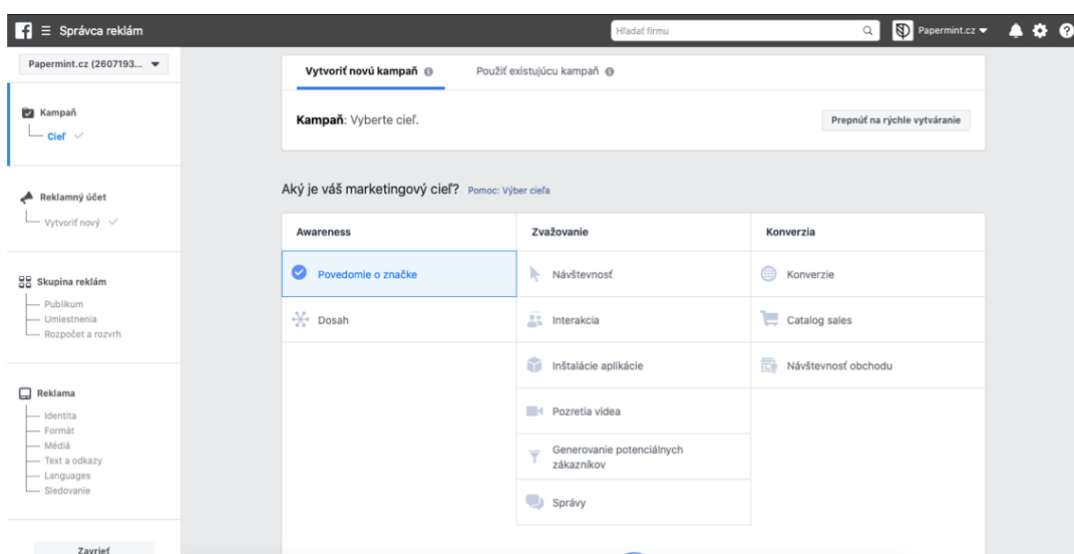 Správca reklám
Hľadať firmu
Papermint.cz
Papermint.cz (2607193...
Kampaň
Cieľ
Reklamný účet
Vytvoriť nový
Skupina reklám
Publikum
Umiestnenia
Rozpočet a rozvrh
Reklama
Identita
Formát
Médiá
Text a odkazy
Languages
Sledovanie
Zavrieť
Vytvoriť novú kampaň
Použiť existujúcu kampaň
Kampaň: Vyberte cieľ.
Prepnúť na rýchle vytváranie
Aký je váš marketingový cieľ? Pomoc: Výber cieľa
Awareness
Zvažovanie
Konverzia
Povedomie o značke
Návštevnosť
Konverzie
Dosah
Interakcia
Catalog sales
Inštalácie aplikácie
Návštevnosť obchodu
Pozretia videa
Generovanie potenciálnych
zákazníkov
Správy